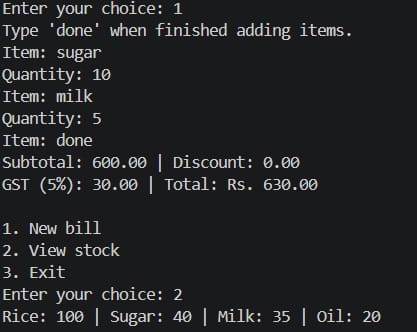 Enter your choice: 1
Type 'done' when finished adding items.
Item: sugar
Quantity: 10
Item: milk
Quantity: 5
Item: done
Subtotal: 600.00 | Discount: 0.00
GST (5%): 30.00 | Total: Rs. 630.00
1. New bill
2. View stock
3. Exit
Enter your choice: 2
Rice: 100 | Sugar: 40 | Milk: 35 | Oil: 20